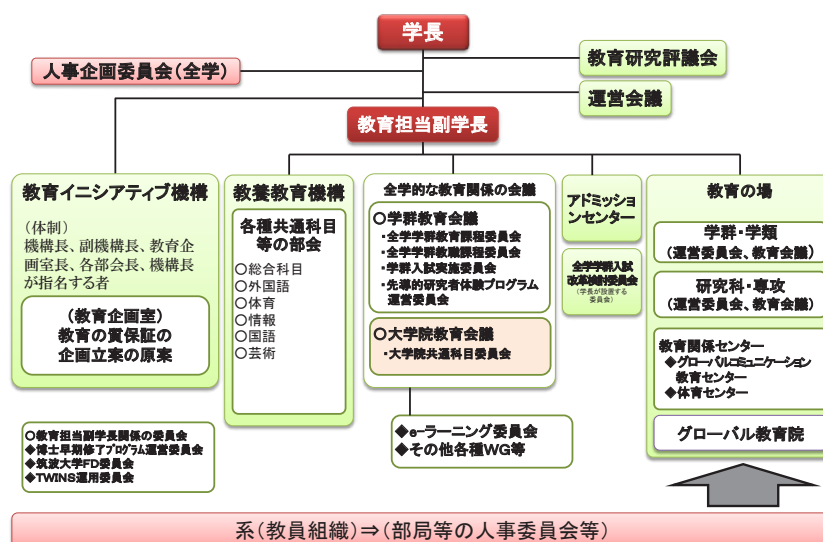 学長
人事企画委員会(全学)
教育研究評議会
運営会議
教育担当副学長
教育イニシアティブ機構
(体制)
機構長、副機構長、教育企
画室長、各部会長、機構長
が指名する者
(教育企画室)
教育の質保証の
企画立案の原案
教養教育機構
各種共通科目
等の部会
○総合科目
○外国語
○体育
○情報
○国語
○芸術
全学的な教育関係の会議
○学群教育会議
・全学学群教育課程委員会
・全学学群教職課程委員会
・学群入試実施委員会
・先導的研究者体験プログラム
運営委員会
○大学院教育会議
・大学院共通科目委員会
アドミッシ
ョンセンター
全学学群入試
改革検討委員会
(学長が設置する
委員会)
教育の場
学群・学類
(運営委員会、教育会議)
研究科・専攻
(運営委員会、教育会議)
教育関係センター
◆グローバルコミュニケーション
教育センター
◆体育センター
グローバル教育院
○教育担当副学長関係の委員会
◆博士早期修了プログラム運営委員会
◆筑波大学FD委員会
◆TWINS運用委員会
◆e-ラーニング委員会
◆その他各種WG等
系(教員組織)⇒(部局等の人事委員会等)